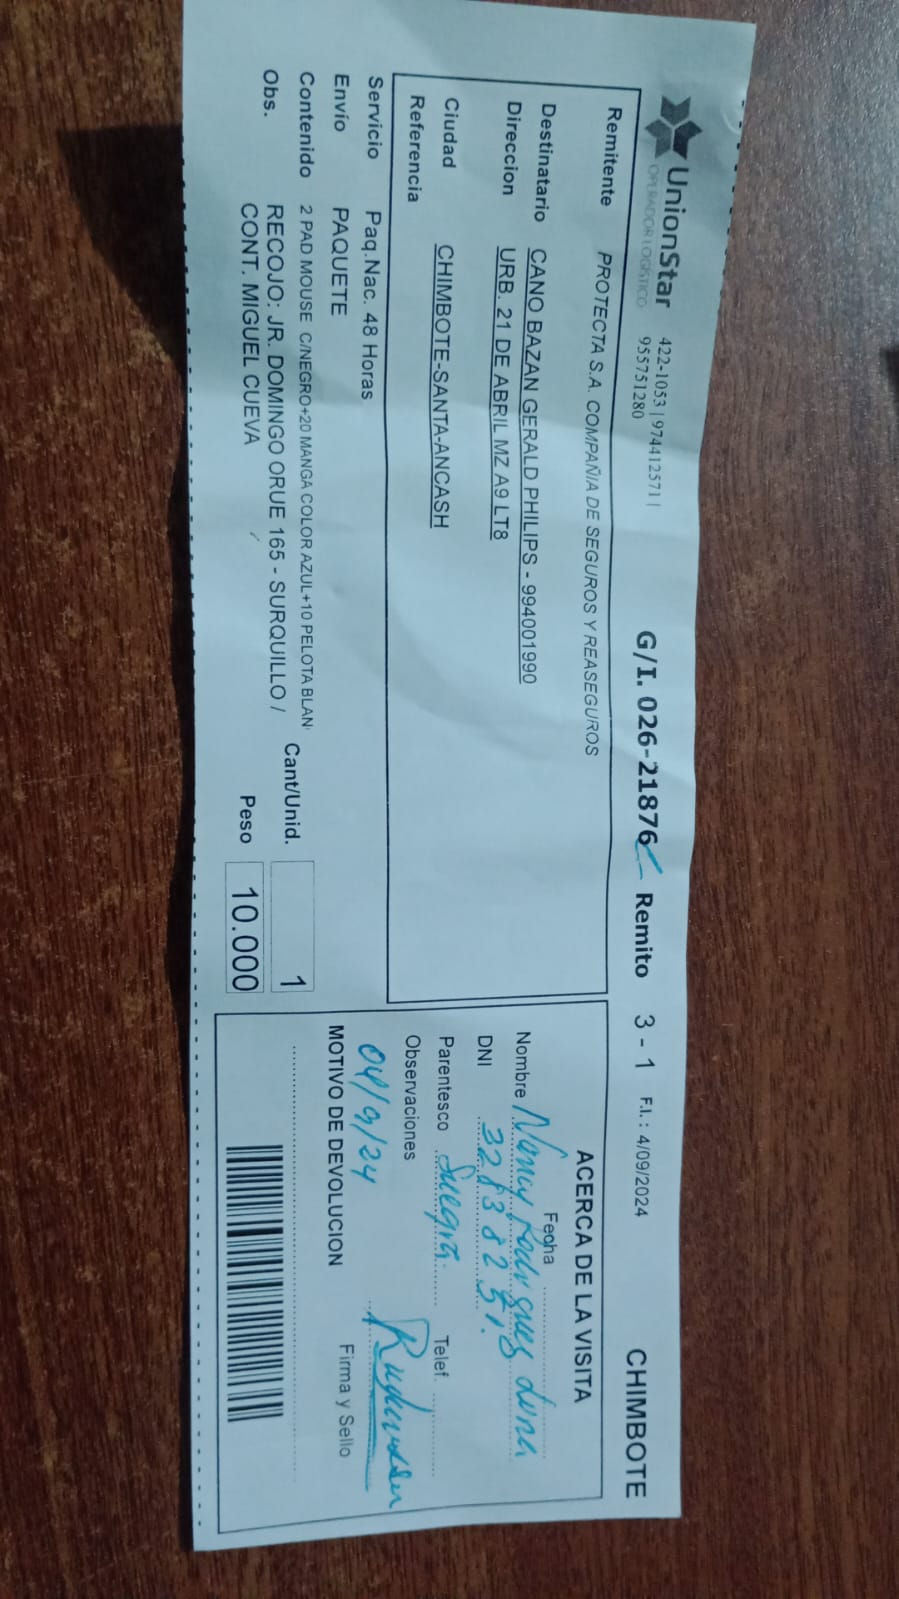 UnionStar
OPERADOR LOGÍSTICO
422-1053 | 974412571 |
955751280
G/I. 026-21876 Remito 3 - 1 F.I. : 4/09/2024 CHIMBOTE
Remitente PROTECTA S.A. COMPAÑIA DE SEGUROS Y REASEGUROS
Destinatario CANO BAZAN GERALD PHILIPS - 994001990
Direccion URB. 21 DE ABRIL MZ A9 LT8
Ciudad CHIMBOTE-SANTA-ANCASH
Referencia
Servicio Paq.Nac. 48 Horas
Envío PAQUETE
Contenido 2 PAD MOUSE C/NEGRO+20 MANGA COLOR AZUL+10 PELOTA BLAN
Obs. RECOJO: JR. DOMINGO ORUE 165 - SURQUILLO /
CONT. MIGUEL CUEVA
Cant/Unid. 1
Peso 10.000
ACERCA DE LA VISITA
Fecha
Nombre Nancy
DNI
Parentesco Suegra. Telef.
Observaciones
04/9/24
MOTIVO DE DEVOLUCION Firma y Sello